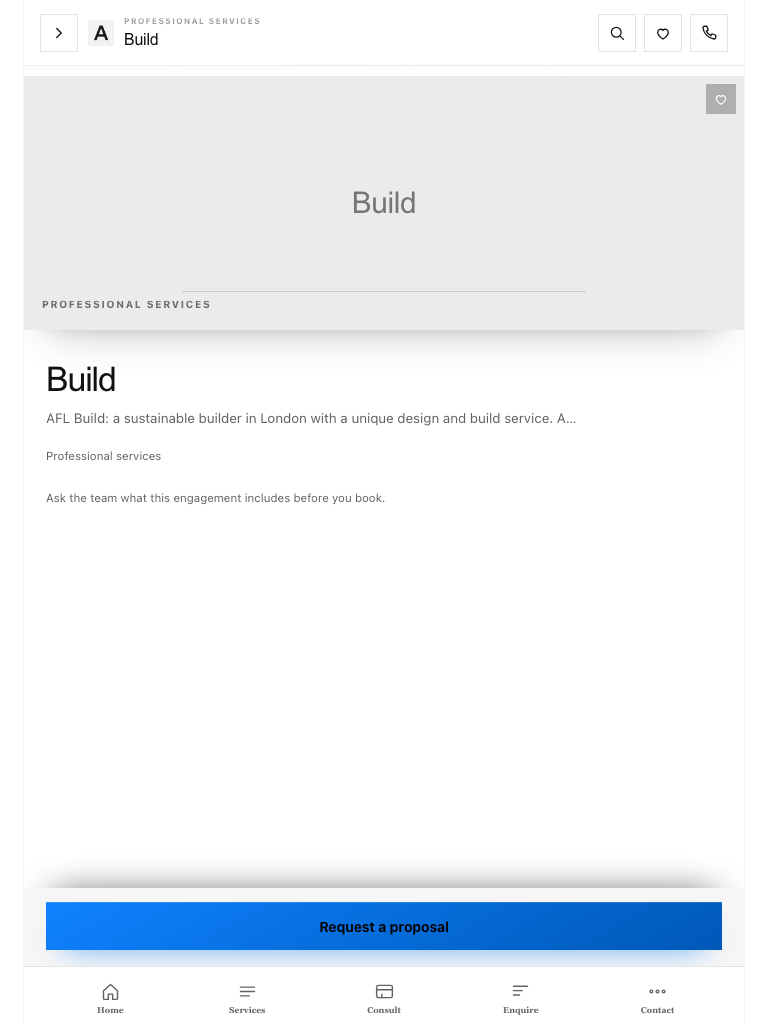 PROFESSIONAL SERVICES
A
Build
Build
PROFESSIONAL SERVICES
Build
AFL Build: a sustainable builder in London with a unique design and build service. A...
Professional services
Ask the team what this engagement includes before you book.
Request a proposal
Home
Services
Consult
Enquire
Contact